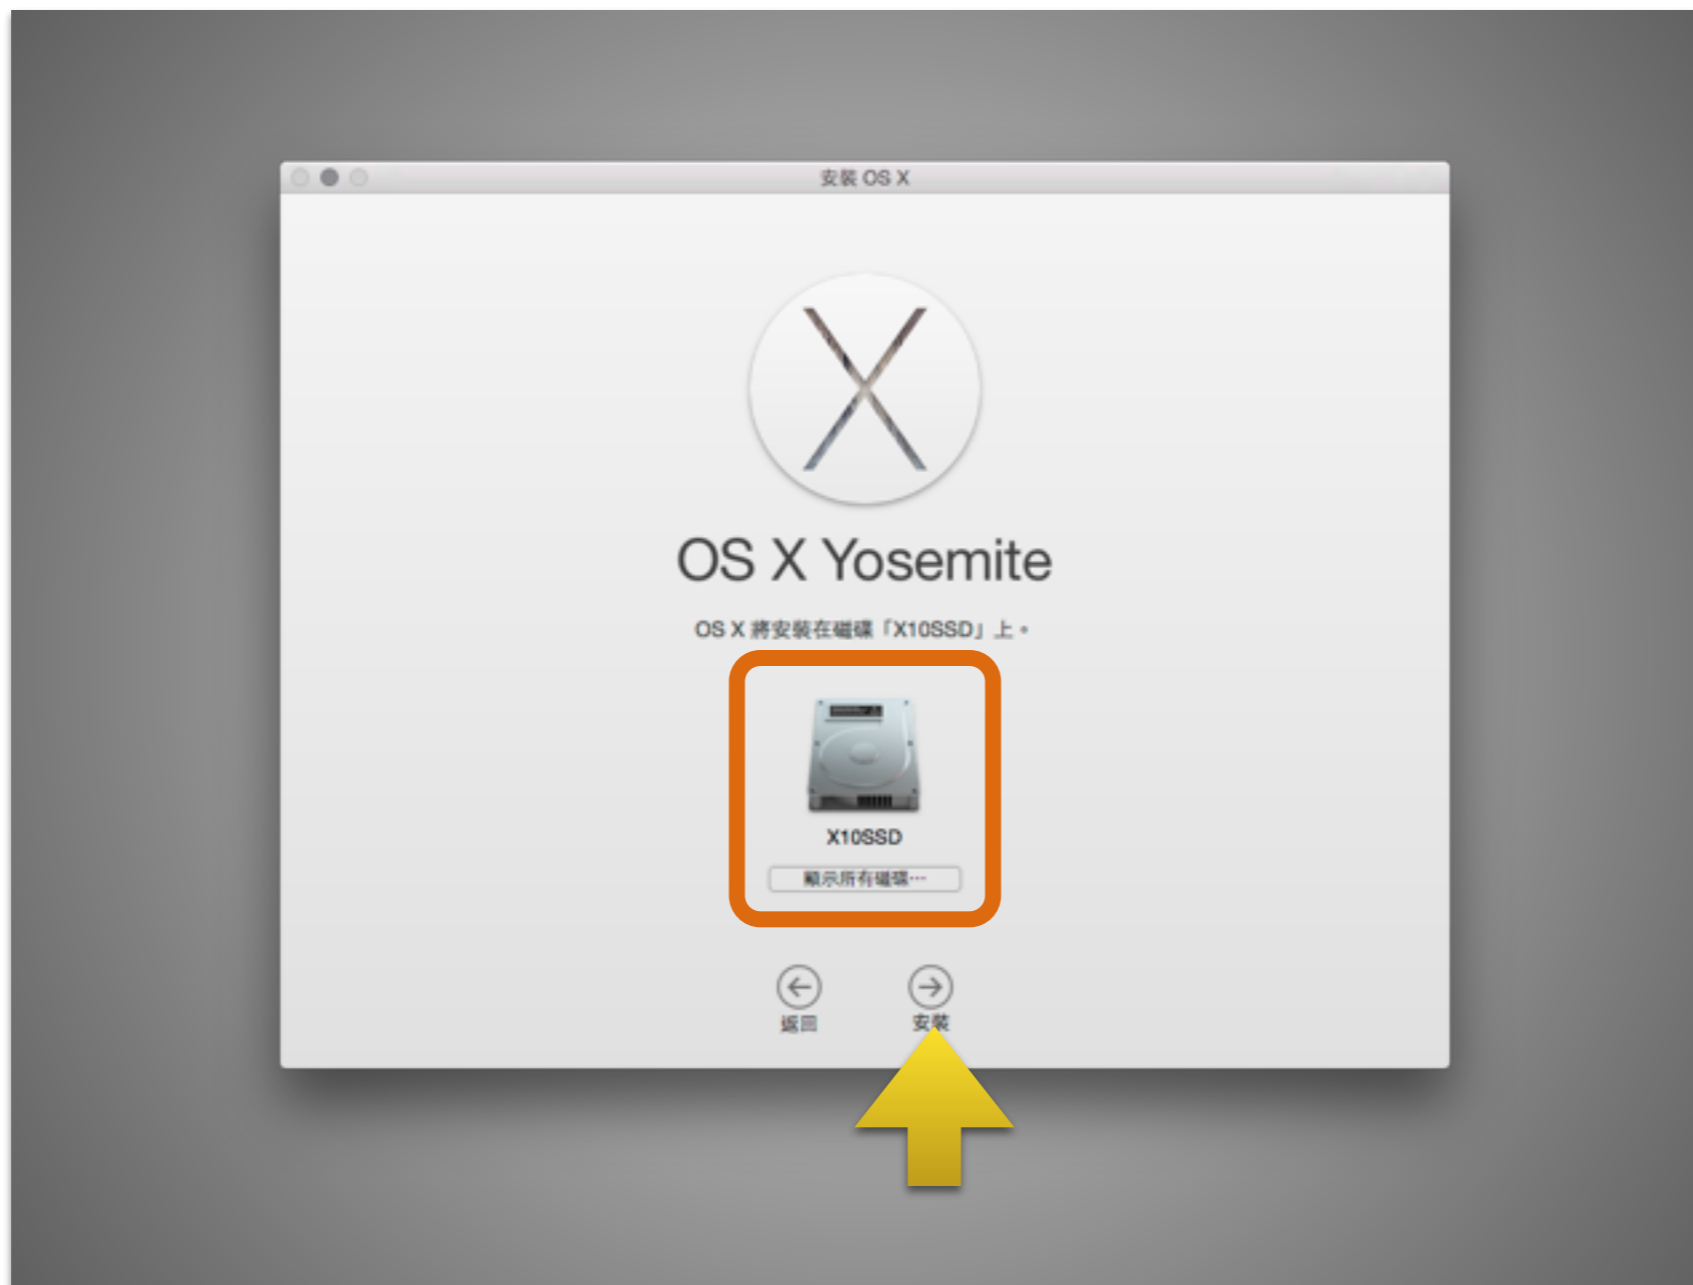 安裝 OS X
OS X Yosemite
OS X 將安裝在磁碟「X10SSD」上。
X10SSD
顯示所有磁碟⋯
返回
安裝